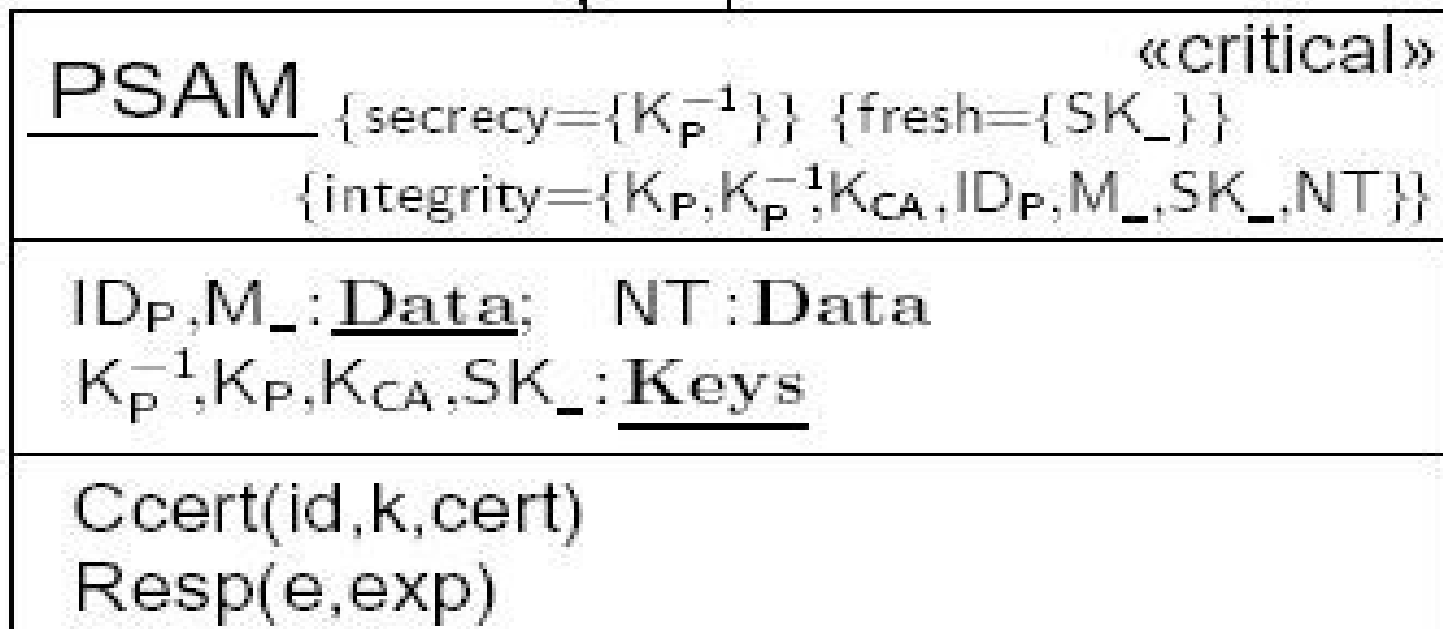 «critical»
PSAM {secrecy={K_P^{-1}}} {fresh={SK_}}
{integrity={K_P,K_P^{-1},K_CA,ID_P,M_,SK_,NT}}
ID_P,M_:Data; NT:Data
K_P^{-1},K_P,K_CA,SK_:Keys
Ccert(id,k,cert)
Resp(e,exp)